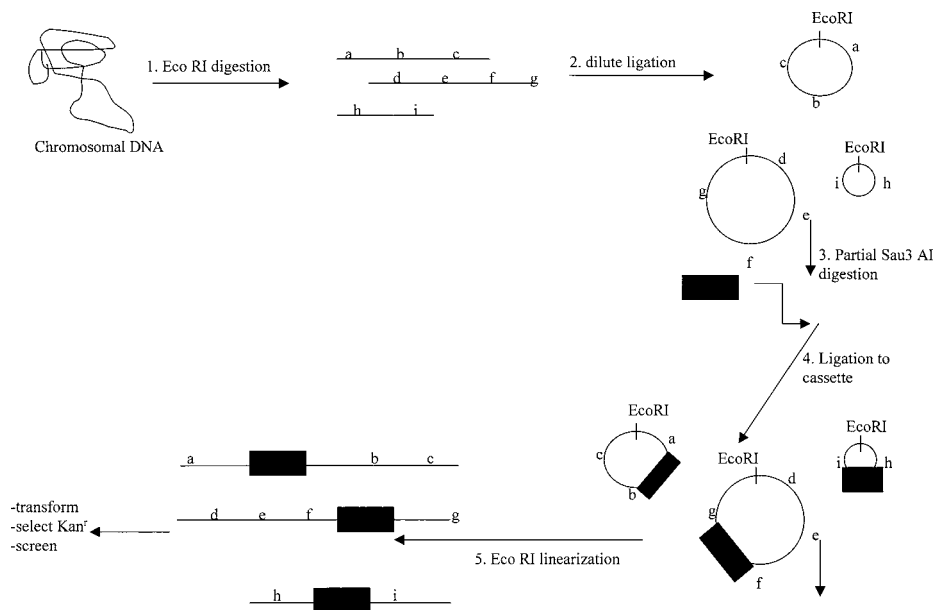 EcoRI
a
c
b
a b c
1. Eco RI digestion
d e f g
2. dilute ligation
h i
Chromosomal DNA
EcoRI
d
g
e
f
EcoRI
i h
3. Partial Sau3 AI
digestion
4. Ligation to
cassette
EcoRI
a
c
b
EcoRI
d
g
e
f
EcoRI
i h
a b c
d e f g
-transform
-select Kanʳ
-screen
5. Eco RI linearization
h i